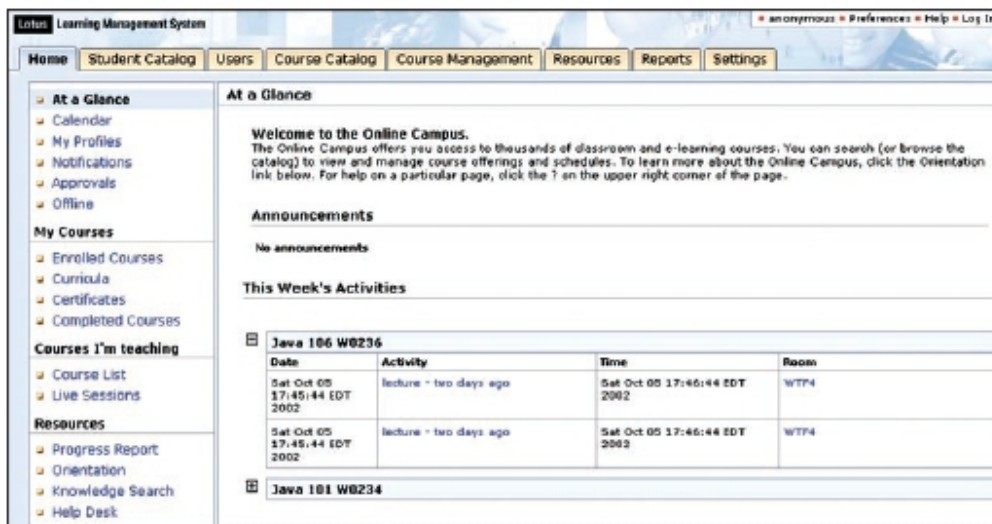 Lotus Learning Management System
anonymous Preferences Help Log In
Home Student Catalog Users Course Catalog Course Management Resources Reports Settings
At a Glance
Calendar
My Profiles
Notifications
Approvals
Offline
My Courses
Enrolled Courses
Curricula
Certificates
Completed Courses
Courses I'm teaching
Course List
Live Sessions
Resources
Progress Report
Orientation
Knowledge Search
Help Desk
At a Glance
Welcome to the Online Campus.
The Online Campus offers you access to thousands of classroom and e-learning courses. You can search (or browse the
catalog) to view and manage course offerings and schedules. To learn more about the Online Campus, click the Orientation
link below. For help on a particular page, click the ? on the upper right corner of the page.
Announcements
No announcements
This Week's Activities
Java 106 W0236
Date Activity Time Room
Sat Oct 05 lecture - two days ago Sat Oct 05 17:46:44 EDT WTP4
17:45:44 EDT 2002
2002
Sat Oct 05 lecture - two days ago Sat Oct 05 17:46:44 EDT WTP4
17:45:44 EDT 2002
2002
Java 101 W0234